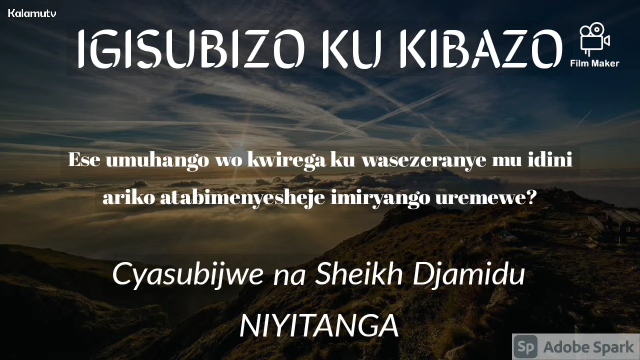 Kalamutv
IGISUBIZO KU KIBAZO
Film Maker
Ese umuhango wo kwirega ku wasezeranye mu idini
ariko atabimenyesheje imiryango uremewe?
Cyasubijwe na Sheikh Djamidu
NIYITANGA
Sp Adobe Spark